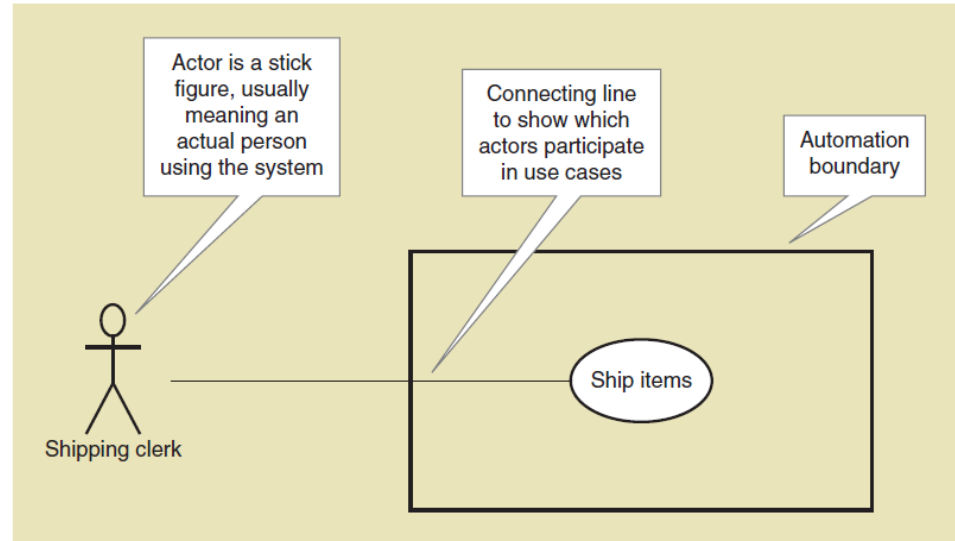 Actor is a stick
figure, usually
meaning an
actual person
using the system
Connecting line
to show which
actors participate
in use cases
Automation
boundary
Ship items
Shipping clerk